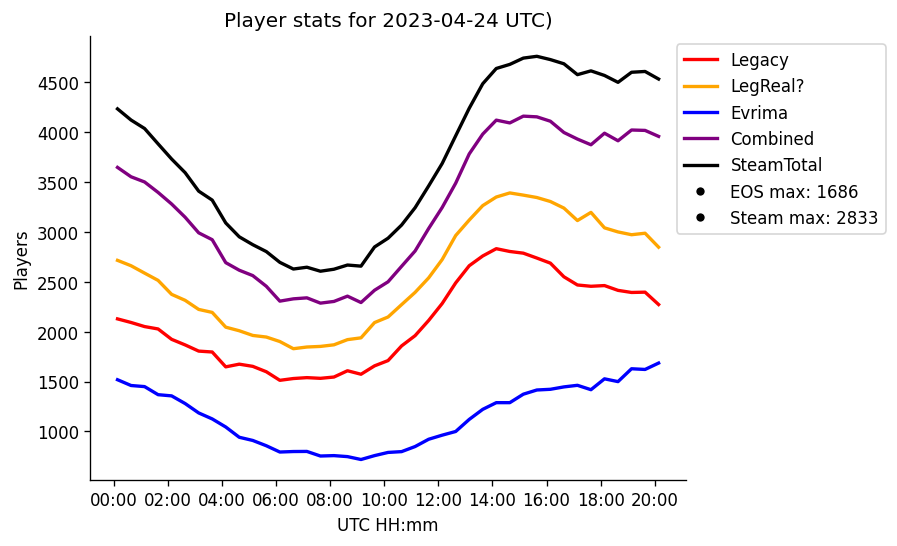 Player stats for 2023-04-24 UTC)
Players
4500
4000
3500
3000
2500
2000
1500
1000
00:00 02:00 04:00 06:00 08:00 10:00 12:00 14:00 16:00 18:00 20:00
UTC HH:mm
Legacy
LegReal?
Evrima
Combined
SteamTotal
EOS max: 1686
Steam max: 2833